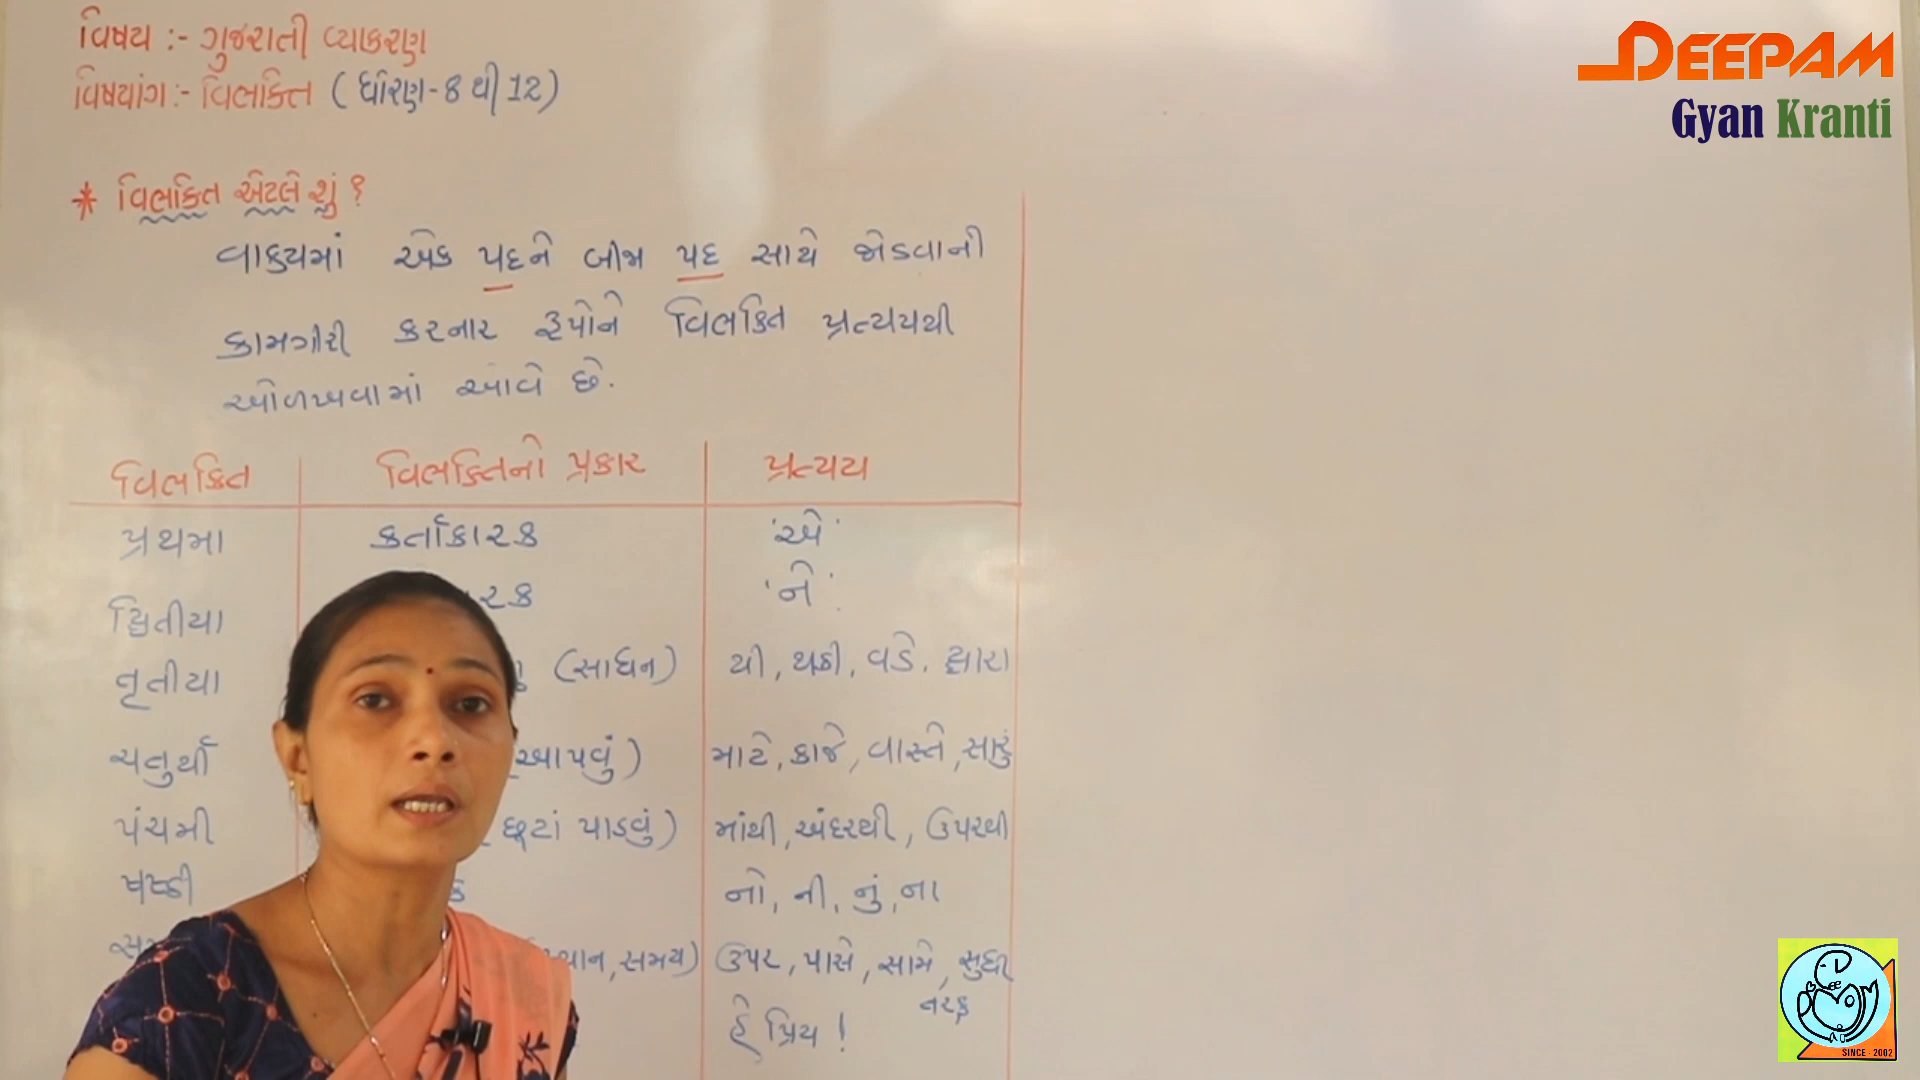 વિષય :- ગુજરાતી વ્યાકરણ
વિષયાંગ :- વિભક્તિ ( ધોરણ - 8 થી 12 )
* વિભક્તિ એટલે શું ?
વાક્યમાં એક પદને બીજા પદ સાથે જોડવાની
કામગીરી કરનાર રૂપોને વિભક્તિ પ્રત્યયથી
ઓળખવામાં આવે છે.
વિભક્તિ વિભક્તિનો પ્રકાર પ્રત્યય
પ્રથમા કર્તાકારક 'એ'
દ્વિતીયા 'ને'
તૃતીયા (સાધન) થી, થકી, વડે, દ્વારા
ચતુર્થી (આપવું) માટે, કાજે, વાસ્તે, સારું
પંચમી (છૂટાં પાડવું) માંથી, અંદરથી, ઉપરથી
ષષ્ઠી નો, ની, નું, ના
સમય) ઉપર, પાસે, સામે, સુધી
તરફ
હે પ્રિય !
DEEPAM
Gyan Kranti
SINCE - 2002